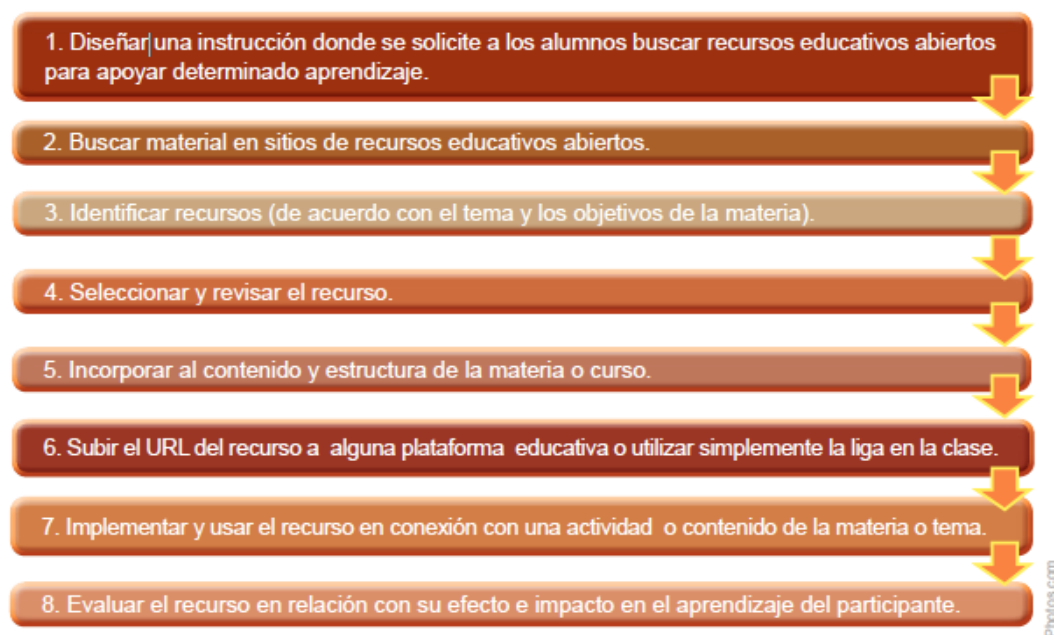 1. Diseñar una instrucción donde se solicite a los alumnos buscar recursos educativos abiertos
para apoyar determinado aprendizaje.
2. Buscar material en sitios de recursos educativos abiertos.
3. Identificar recursos (de acuerdo con el tema y los objetivos de la materia).
4. Seleccionar y revisar el recurso.
5. Incorporar al contenido y estructura de la materia o curso.
6. Subir el URL del recurso a alguna plataforma educativa o utilizar simplemente la liga en la clase.
7. Implementar y usar el recurso en conexión con una actividad o contenido de la materia o tema.
8. Evaluar el recurso en relación con su efecto e impacto en el aprendizaje del participante.
Photos.com